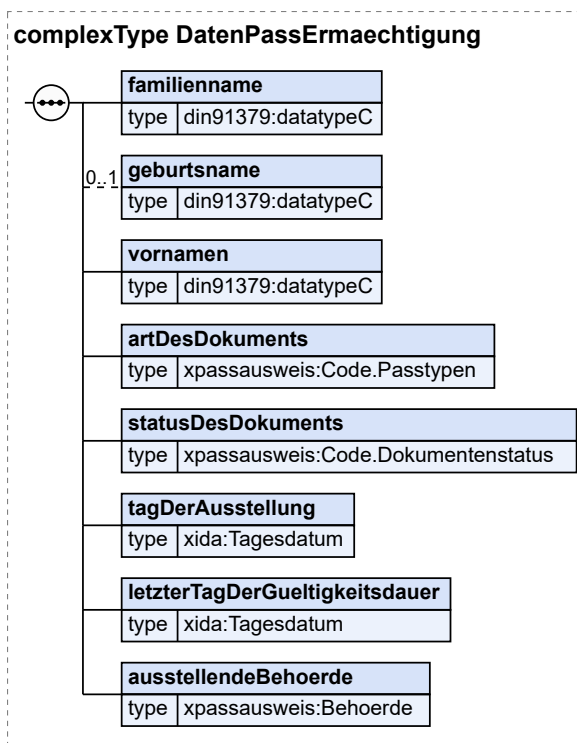 complexType DatenPassErmaechtigung
familienname
type din91379:datatypeC
0..1 geburtsname
type din91379:datatypeC
vornamen
type din91379:datatypeC
artDesDokuments
type xpassausweis:Code.Passtypen
statusDesDokuments
type xpassausweis:Code.Dokumentenstatus
tagDerAusstellung
type xida:Tagesdatum
letzterTagDerGueltigkeitsdauer
type xida:Tagesdatum
ausstellendeBehoerde
type xpassausweis:Behoerde